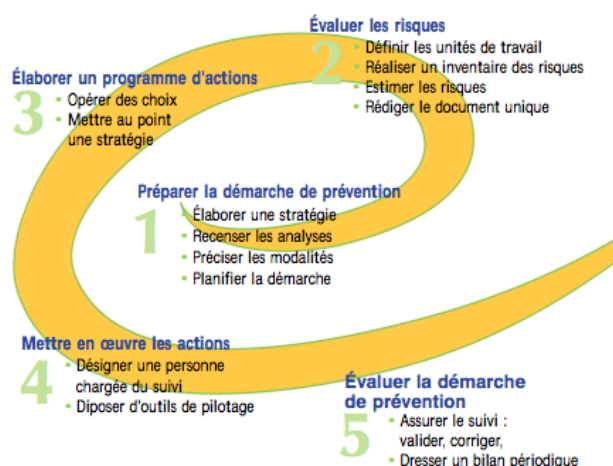 Évaluer les risques
2
• Définir les unités de travail
• Réaliser un inventaire des risques
• Estimer les risques
• Rédiger le document unique
Élaborer un programme d'actions
3
• Opérer des choix
• Mettre au point
une stratégie
Préparer la démarche de prévention
1
• Élaborer une stratégie
• Recenser les analyses
• Préciser les modalités
• Planifier la démarche
Mettre en œuvre les actions
4
• Désigner une personne
chargée du suivi
• Diposer d'outils de pilotage
Évaluer la démarche
de prévention
5
• Assurer le suivi :
valider, corriger,
• Dresser un bilan périodique